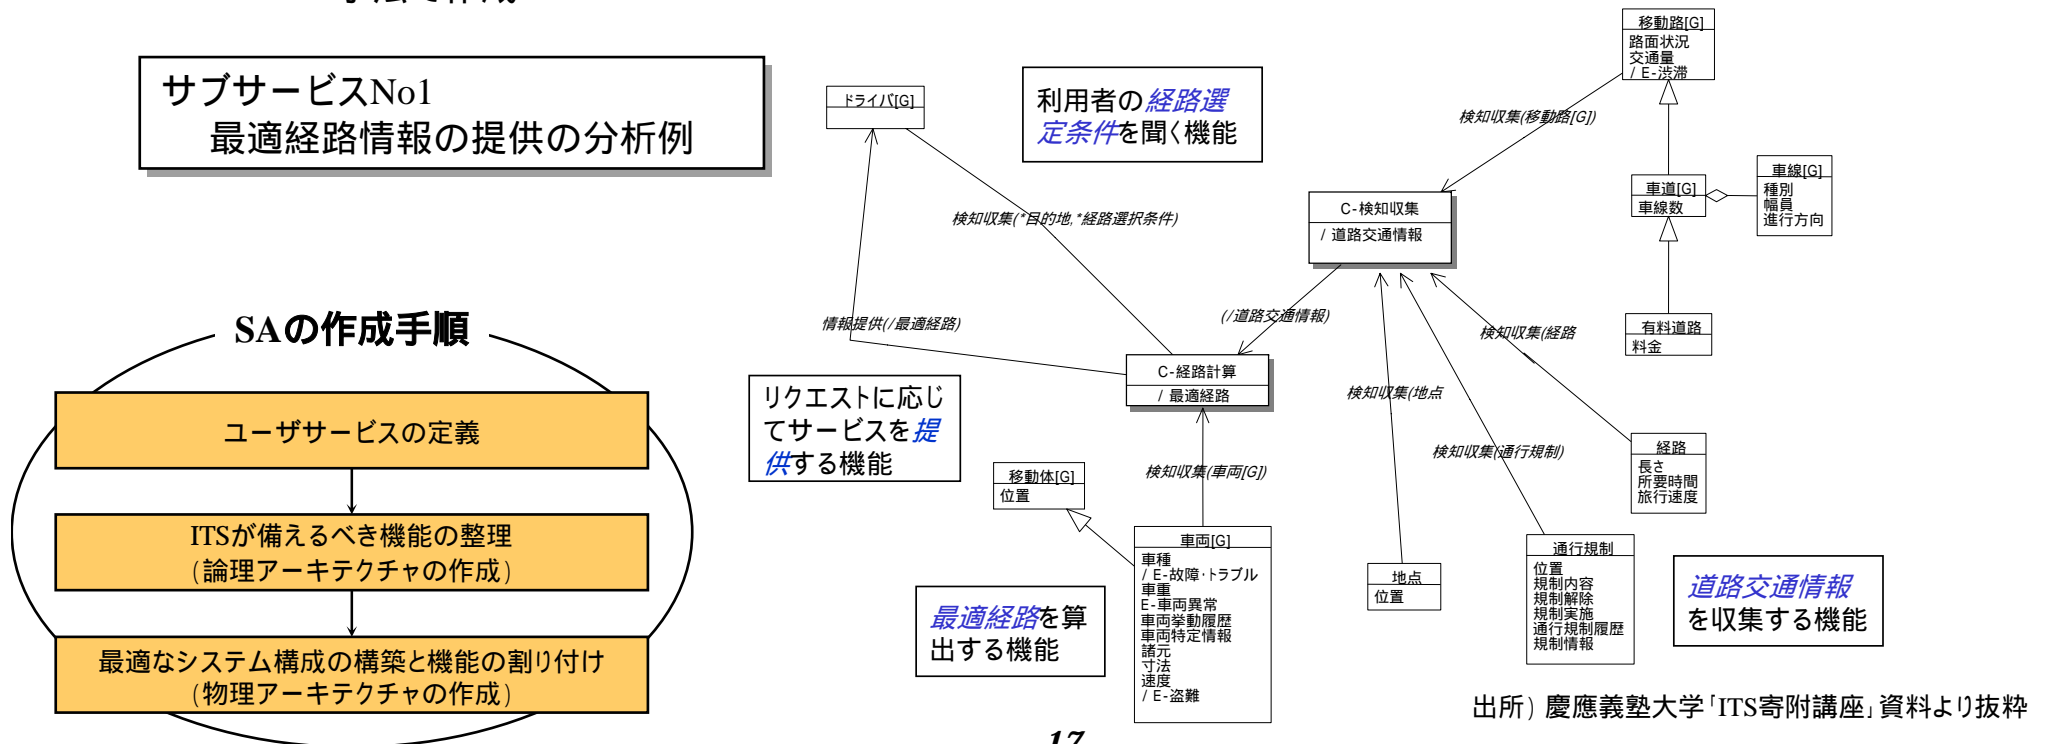 サブサービスNo1
最適経路情報の提供の分析例
SAの作成手順
ユーザサービスの定義
ITSが備えるべき機能の整理
(論理アーキテクチャの作成)
最適なシステム構成の構築と機能の割り付け
(物理アーキテクチャの作成)
ドライバ[G]
利用者の経路選
定条件を聞く機能
検知収集(*目的地,*経路選択条件)
情報提供(/最適経路)
リクエストに応じ
てサービスを提
供する機能
C-経路計算
/ 最適経路
(/道路交通情報)
C-検知収集
/ 道路交通情報
検知収集(移動路[G])
移動路[G]
路面状況
交通量
/ E-渋滞
車道[G]
車線数
車線[G]
種別
幅員
進行方向
有料道路
料金
検知収集(経路
検知収集(地点
検知収集(通行規制)
検知収集(車両[G])
移動体[G]
位置
車両[G]
車種
/ E-故障・トラブル
車重
E-車両異常
車両挙動履歴
車両特定情報
諸元
寸法
速度
/ E-盗難
最適経路を算
出する機能
地点
位置
経路
長さ
所要時間
旅行速度
通行規制
位置
規制内容
規制解除
規制実施
通行規制履歴
規制情報
道路交通情報
を収集する機能
出所) 慶應義塾大学「ITS寄附講座」資料より抜粋
17